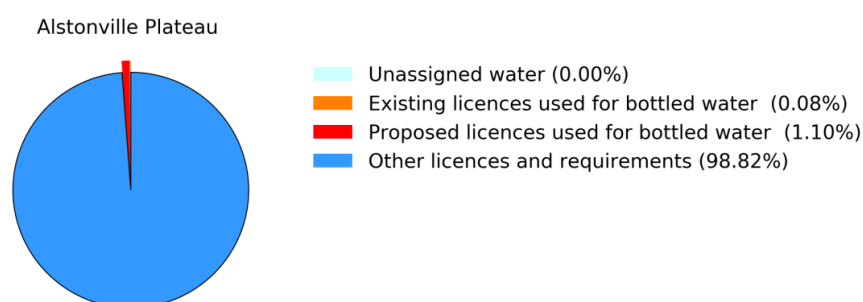 Alstonville Plateau
Unassigned water (0.00%)
Existing licences used for bottled water  (0.08%)
Proposed licences used for bottled water  (1.10%)
Other licences and requirements (98.82%)